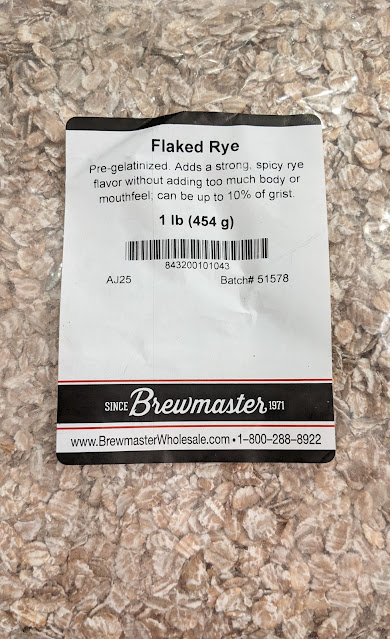 Flaked Rye
Pre-gelatinized. Adds a strong, spicy rye
flavor without adding too much body or
mouthfeel; can be up to 10% of grist.
1 lb (454 g)
843200101043
AJ25 Batch# 51578
SINCE Brewmaster 1971
www.BrewmasterWholesale.com • 1-800-288-8922